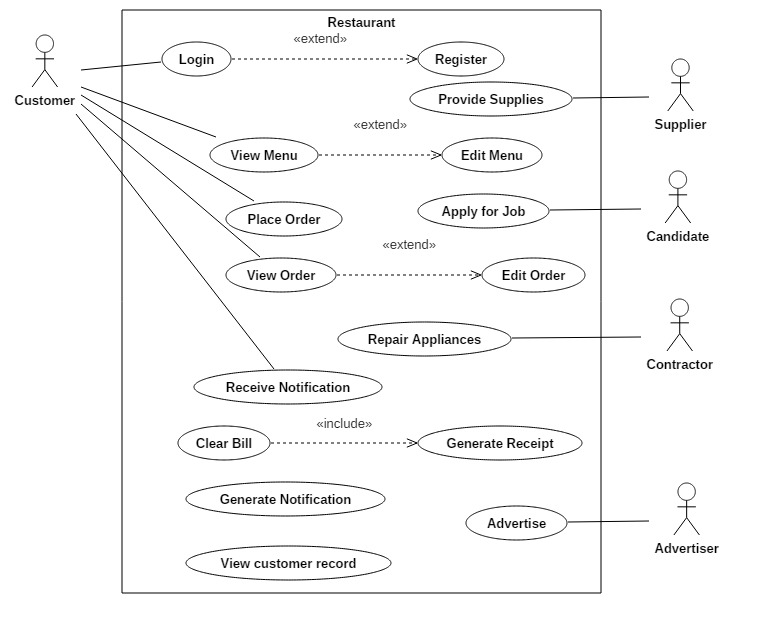 Restaurant
«extend»
Login
Register
Customer
Provide Supplies
Supplier
«extend»
View Menu
Edit Menu
Place Order
Apply for Job
Candidate
«extend»
View Order
Edit Order
Repair Appliances
Contractor
Receive Notification
«include»
Clear Bill
Generate Receipt
Generate Notification
Advertise
Advertiser
View customer record